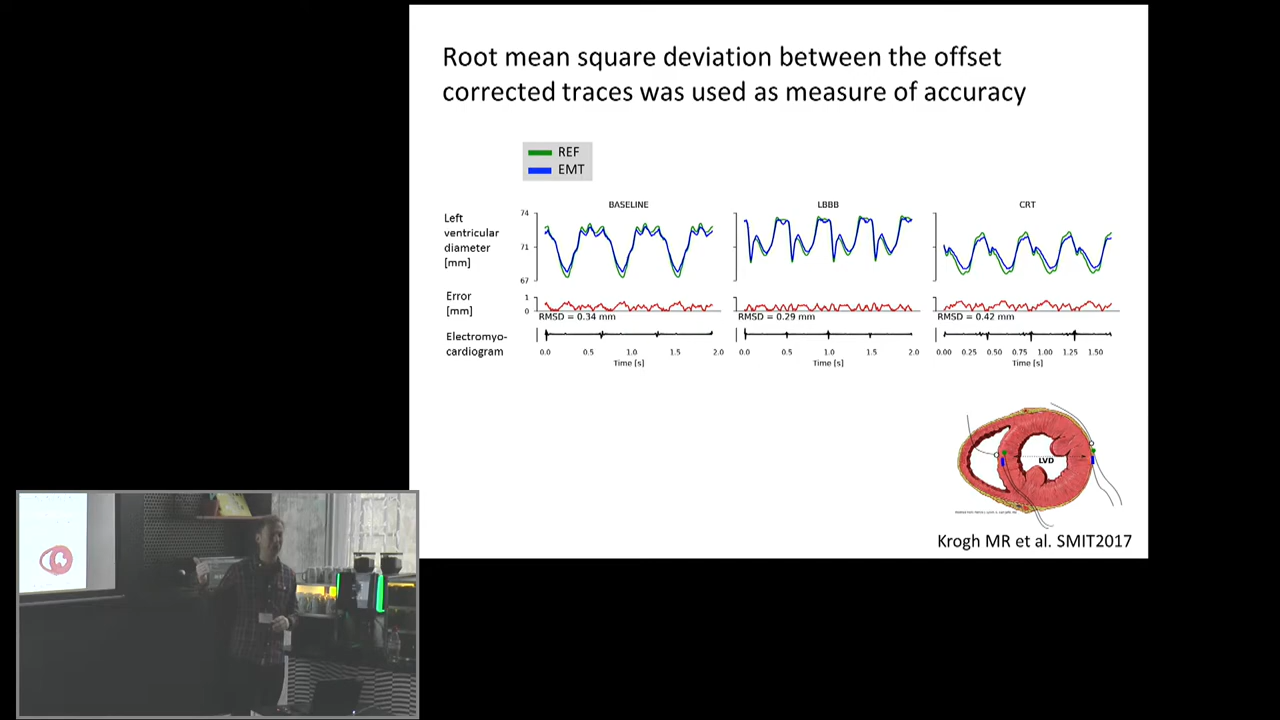 Root mean square deviation between the offset
corrected traces was used as measure of accuracy
REF
EMT
BASELINE
LBBB
CRT
Left
ventricular
diameter
[mm]
74
71
67
Error
[mm]
1
0
RMSD = 0.34 mm
RMSD = 0.29 mm
RMSD = 0.42 mm
Electromyo-
cardiogram
0.0 0.5 1.0 1.5 2.0
0.0 0.5 1.0 1.5 2.0
0.00 0.25 0.50 0.75 1.00 1.25 1.50
Time [s]
Time [s]
Time [s]
LVD
Krogh MR et al. SMIT2017